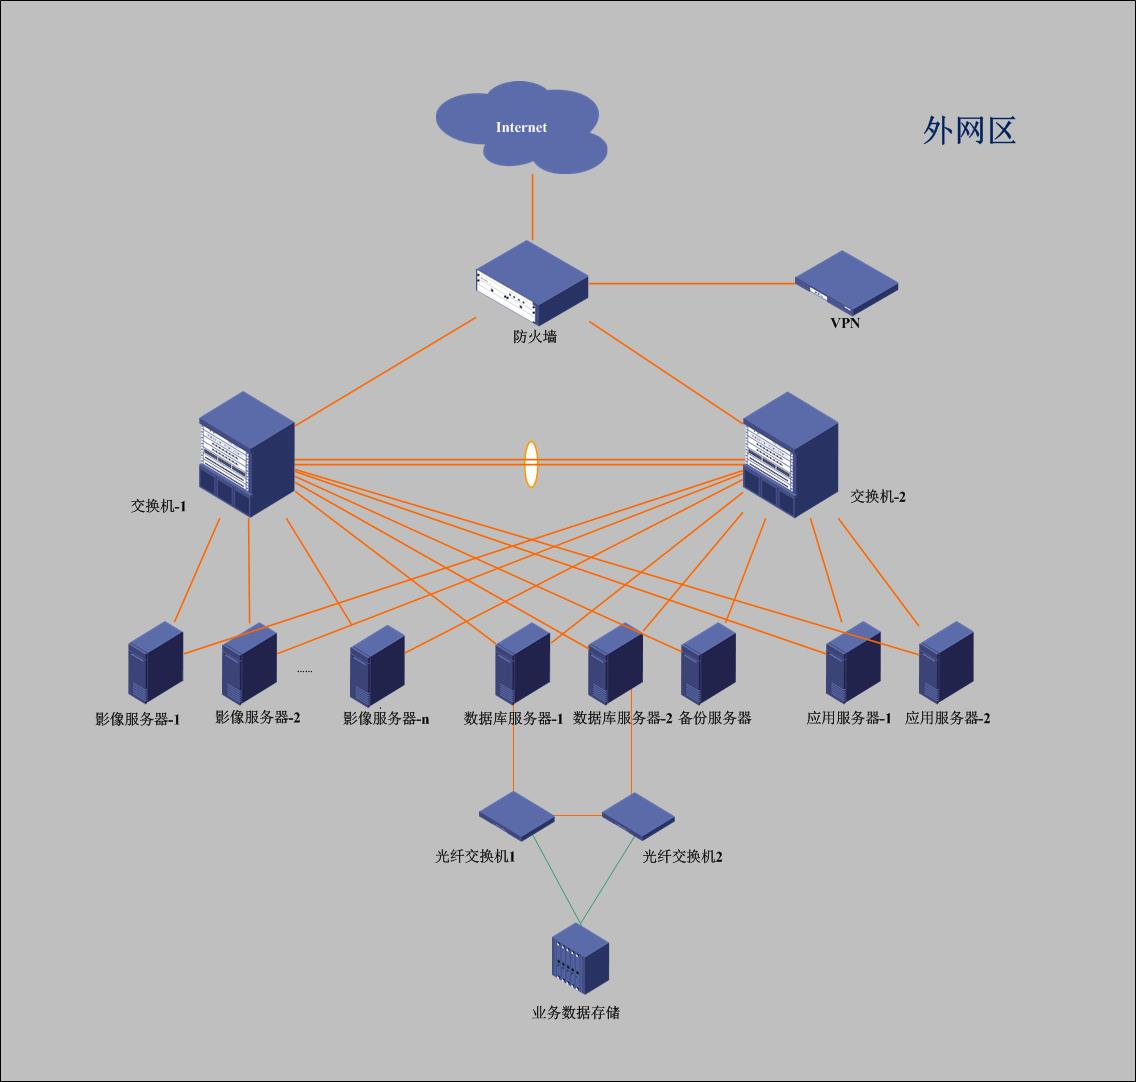 Internet
外网区
防火墙
VPN
交换机-1
交换机-2
......
影像服务器-1
影像服务器-2
影像服务器-n
数据库服务器-1
数据库服务器-2
备份服务器
应用服务器-1
应用服务器-2
光纤交换机1
光纤交换机2
业务数据存储